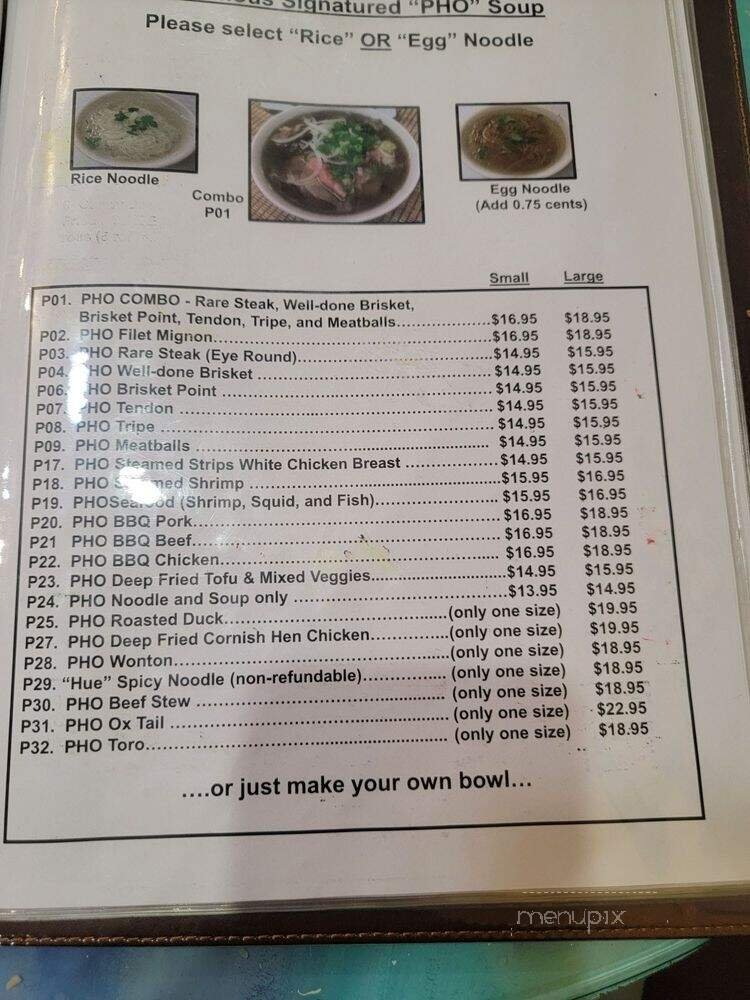 Signatured "PHO" Soup
Please select "Rice" OR "Egg" Noodle
Rice Noodle
Combo
P01
Egg Noodle
(Add 0.75 cents)
Small Large
P01. PHO COMBO - Rare Steak, Well-done Brisket,
Brisket Point, Tendon, Tripe, and Meatballs..................$16.95 $18.95
P02. PHO Filet Mignon..................$16.95 $18.95
P03. PHO Rare Steak (Eye Round)..................$14.95 $15.95
P04. PHO Well-done Brisket ..................$14.95 $15.95
P06. PHO Brisket Point ..................$14.95 $15.95
P07. PHO Tendon ..................$14.95 $15.95
P08. PHO Tripe ..................$14.95 $15.95
P09. PHO Meatballs .................. $14.95 $15.95
P17. PHO Steamed Strips White Chicken Breast ..................$14.95 $15.95
P18. PHO Steamed Shrimp ..................$15.95 $16.95
P19. PHOSeafood (Shrimp, Squid, and Fish)..................$15.95 $16.95
P20. PHO BBQ Pork..................$16.95 $18.95
P21 PHO BBQ Beef..................$16.95 $18.95
P22. PHO BBQ Chicken.................. $16.95 $18.95
P23. PHO Deep Fried Tofu & Mixed Veggies..................$14.95 $15.95
P24. PHO Noodle and Soup only ..................$13.95 $14.95
P25. PHO Roasted Duck..................(only one size) $19.95
P27. PHO Deep Fried Cornish Hen Chicken..................(only one size) $19.95
P28. PHO Wonton..................(only one size) $18.95
P29. "Hue" Spicy Noodle (non-refundable).................. (only one size) $18.95
P30. PHO Beef Stew .................. (only one size) $18.95
P31. PHO Ox Tail .................. (only one size) $22.95
P32. PHO Toro.................. (only one size) $18.95
....or just make your own bowl...
menupix